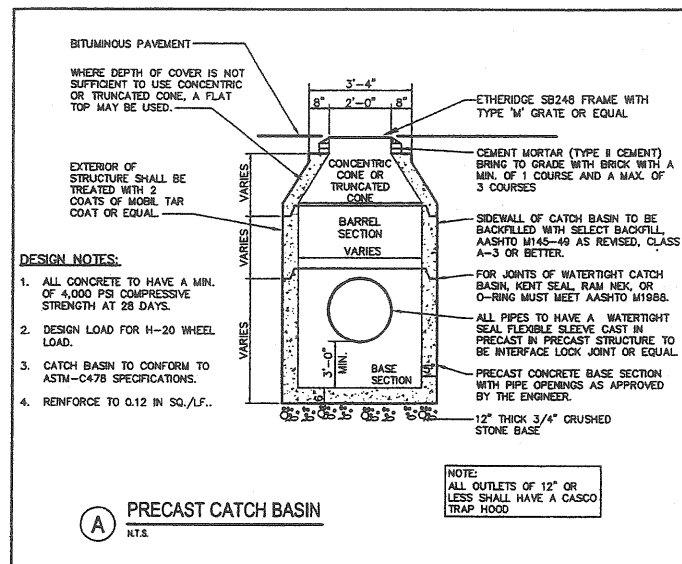 BITUMINOUS PAVEMENT
WHERE DEPTH OF COVER IS NOT
SUFFICIENT TO USE CONCENTRIC
OR TRUNCATED CONE, A FLAT
TOP MAY BE USED.
3'-4"
8" 2'-0" 8"
ETHERIDGE SB248 FRAME WITH
TYPE 'M' GRATE OR EQUAL
CEMENT MORTAR (TYPE II CEMENT)
BRING TO GRADE WITH BRICK WITH A
MIN. OF 1 COURSE AND A MAX. OF
3 COURSES
EXTERIOR OF
STRUCTURE SHALL BE
TREATED WITH 2
COATS OF MOBIL TAR
COAT OR EQUAL.
VARIES
VARIES
VARIES
CONCENTRIC
CONE OR
TRUNCATED
CONE
BARREL
SECTION
VARIES
SIDEWALL OF CATCH BASIN TO BE
BACKFILLED WITH SELECT BACKFILL,
AASHTO M145-49 AS REVISED, CLASS
A-3 OR BETTER.
FOR JOINTS OF WATERTIGHT CATCH
BASIN, KENT SEAL, RAM NEK, OR
O-RING MUST MEET AASHTO M198B.
ALL PIPES TO HAVE A WATERTIGHT
SEAL FLEXIBLE SLEEVE CAST IN
PRECAST IN PRECAST STRUCTURE TO
BE INTERFACE LOCK JOINT OR EQUAL.
3'-0"
MIN.
BASE
SECTION
6"
PRECAST CONCRETE BASE SECTION
WITH PIPE OPENINGS AS APPROVED
BY THE ENGINEER.
12" THICK 3/4" CRUSHED
STONE BASE
DESIGN NOTES:
1. ALL CONCRETE TO HAVE A MIN.
OF 4,000 PSI COMPRESSIVE
STRENGTH AT 28 DAYS.
2. DESIGN LOAD FOR H-20 WHEEL
LOAD.
3. CATCH BASIN TO CONFORM TO
ASTM-C478 SPECIFICATIONS.
4. REINFORCE TO 0.12 IN SQ./LF..
NOTE:
ALL OUTLETS OF 12" OR
LESS SHALL HAVE A CASCO
TRAP HOOD
A PRECAST CATCH BASIN
N.T.S.